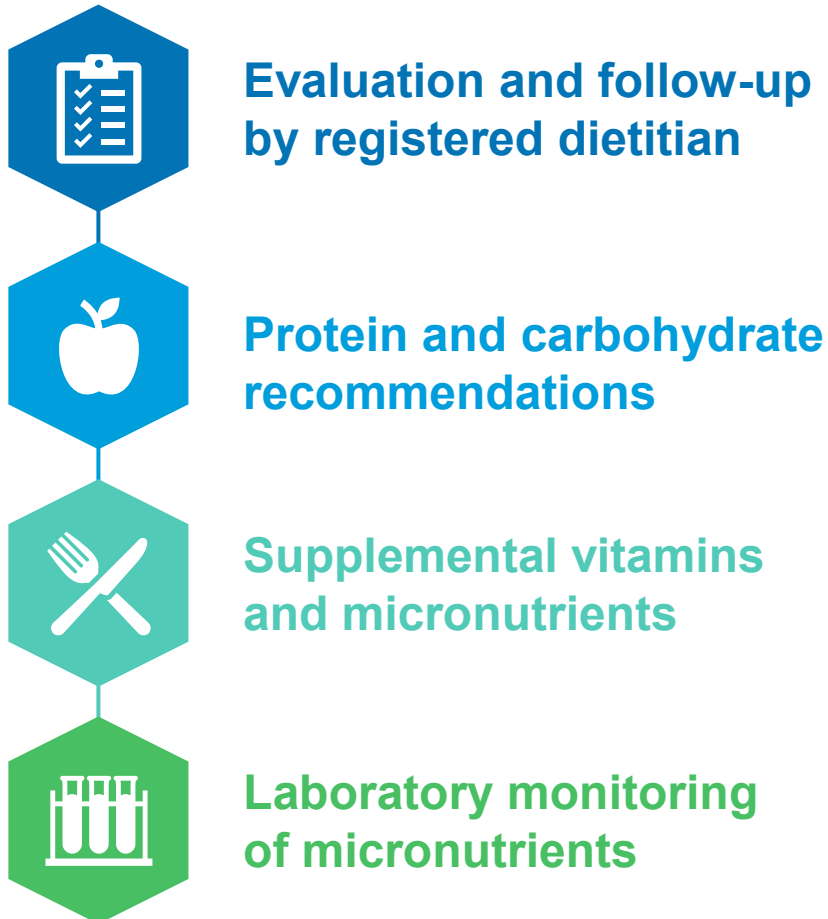 Evaluation and follow-up
by registered dietitian
Protein and carbohydrate
recommendations
Supplemental vitamins
and micronutrients
Laboratory monitoring
of micronutrients